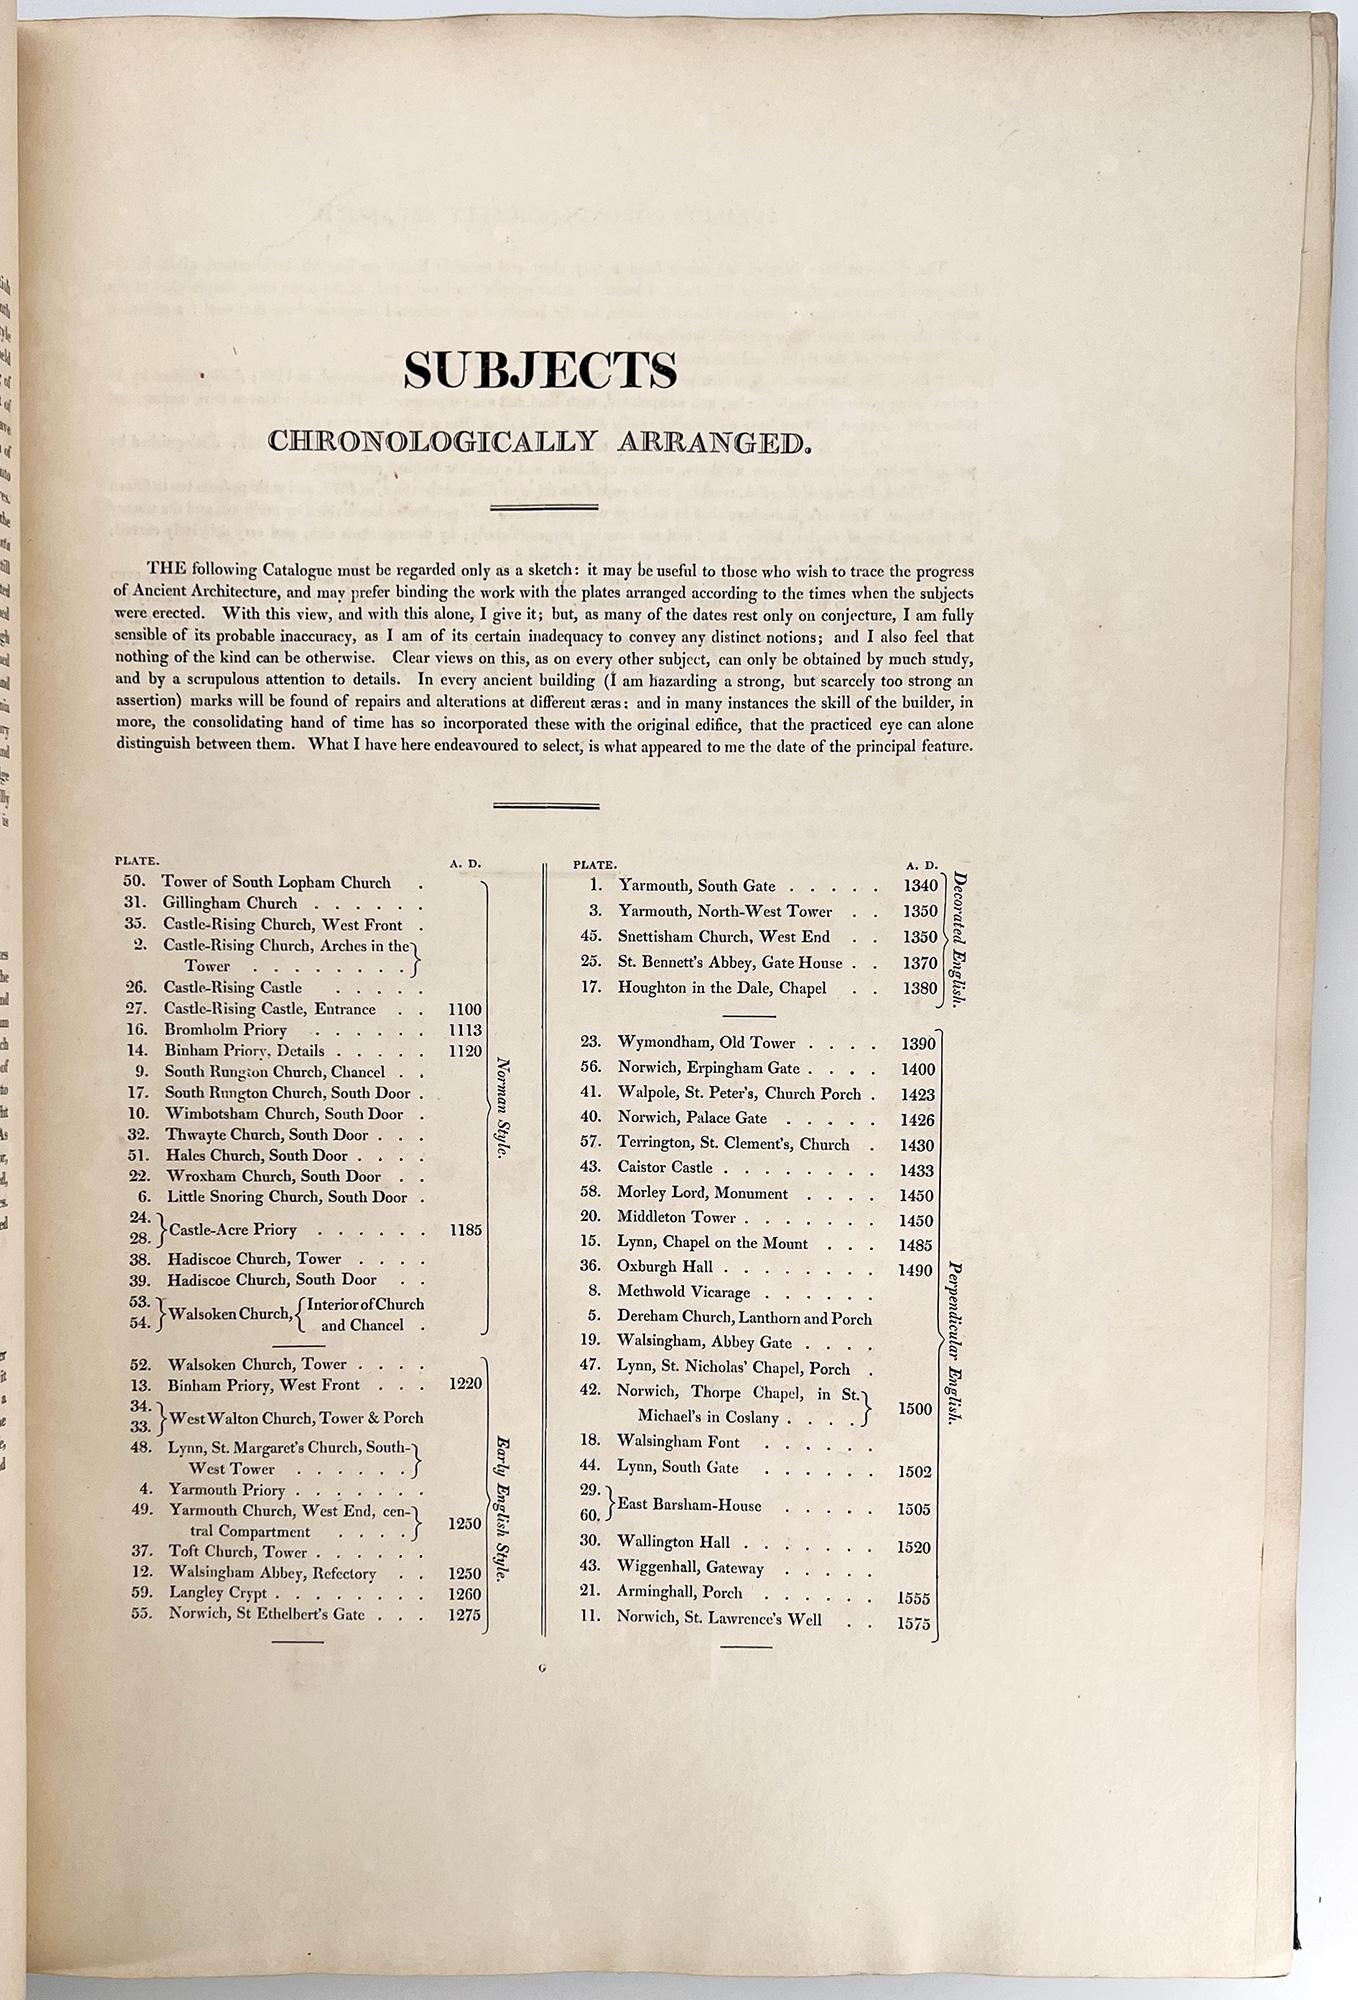 SUBJECTS
CHRONOLOGICALLY ARRANGED.
THE following Catalogue must be regarded only as a sketch: it may be useful to those who wish to trace the progress
of Ancient Architecture, and may prefer binding the work with the plates arranged according to the times when the subjects
were erected. With this view, and with this alone, I give it; but, as many of the dates rest only on conjecture, I am fully
sensible of its probable inaccuracy, as I am of its certain inadequacy to convey any distinct notions; and I also feel that
nothing of the kind can be otherwise. Clear views on this, as on every other subject, can only be obtained by much study,
and by a scrupulous attention to details. In every ancient building (I am hazarding a strong, but scarcely too strong an
assertion) marks will be found of repairs and alterations at different æras: and in many instances the skill of the builder, in
more, the consolidating hand of time has so incorporated these with the original edifice, that the practiced eye can alone
distinguish between them. What I have here endeavoured to select, is what appeared to me the date of the principal feature.
PLATE. A. D.
50. Tower of South Lopham Church .
31. Gillingham Church . . . . . .
35. Castle-Rising Church, West Front .
2. Castle-Rising Church, Arches in the
Tower . . . . . . . .
26. Castle-Rising Castle . . . . .
27. Castle-Rising Castle, Entrance . . 1100
16. Bromholm Priory . . . . . . 1113
14. Binham Priory, Details . . . . . 1120
9. South Rungton Church, Chancel . .
17. South Rungton Church, South Door .
10. Wimbotsham Church, South Door .
32. Thwayte Church, South Door . . .
51. Hales Church, South Door . . . .
22. Wroxham Church, South Door . .
6. Little Snoring Church, South Door .
24.
28. } Castle-Acre Priory . . . . . . 1185
38. Hadiscoe Church, Tower . . . .
39. Hadiscoe Church, South Door . .
53.
54. } Walsoken Church, { Interior of Church
and Chancel .
Norman Style.
52. Walsoken Church, Tower . . . .
13. Binham Priory, West Front . . . 1220
34.
33. } West Walton Church, Tower & Porch
48. Lynn, St. Margaret's Church, South-
West Tower . . . . . .
4. Yarmouth Priory . . . . . . .
49. Yarmouth Church, West End, cen-
tral Compartment . . . . 1250
37. Toft Church, Tower . . . . . .
12. Walsingham Abbey, Refectory . . 1250
59. Langley Crypt . . . . . . . . 1260
55. Norwich, St Ethelbert's Gate . . . 1275
Early English Style.
PLATE. A. D.
1. Yarmouth, South Gate . . . . . 1340
3. Yarmouth, North-West Tower . . 1350
45. Snettisham Church, West End . . 1350
25. St. Bennett's Abbey, Gate House . . 1370
17. Houghton in the Dale, Chapel . . 1380
Decorated English.
23. Wymondham, Old Tower . . . . 1390
56. Norwich, Erpingham Gate . . . . 1400
41. Walpole, St. Peter's, Church Porch . 1423
40. Norwich, Palace Gate . . . . . 1426
57. Terrington, St. Clement's, Church . 1430
43. Caistor Castle . . . . . . . . 1433
58. Morley Lord, Monument . . . . 1450
20. Middleton Tower . . . . . . . 1450
15. Lynn, Chapel on the Mount . . . 1485
36. Oxburgh Hall . . . . . . . . 1490
8. Methwold Vicarage . . . . . .
5. Dereham Church, Lanthorn and Porch
19. Walsingham, Abbey Gate . . . .
47. Lynn, St. Nicholas' Chapel, Porch .
42. Norwich, Thorpe Chapel, in St.
Michael's in Coslany . . . . 1500
18. Walsingham Font . . . . . .
44. Lynn, South Gate . . . . . . 1502
29.
60. } East Barsham-House . . . . . 1505
30. Wallington Hall . . . . . . . 1520
43. Wiggenhall, Gateway . . . . .
21. Arminghall, Porch . . . . . . 1555
11. Norwich, St. Lawrence's Well . . 1575
Perpendicular English.
G